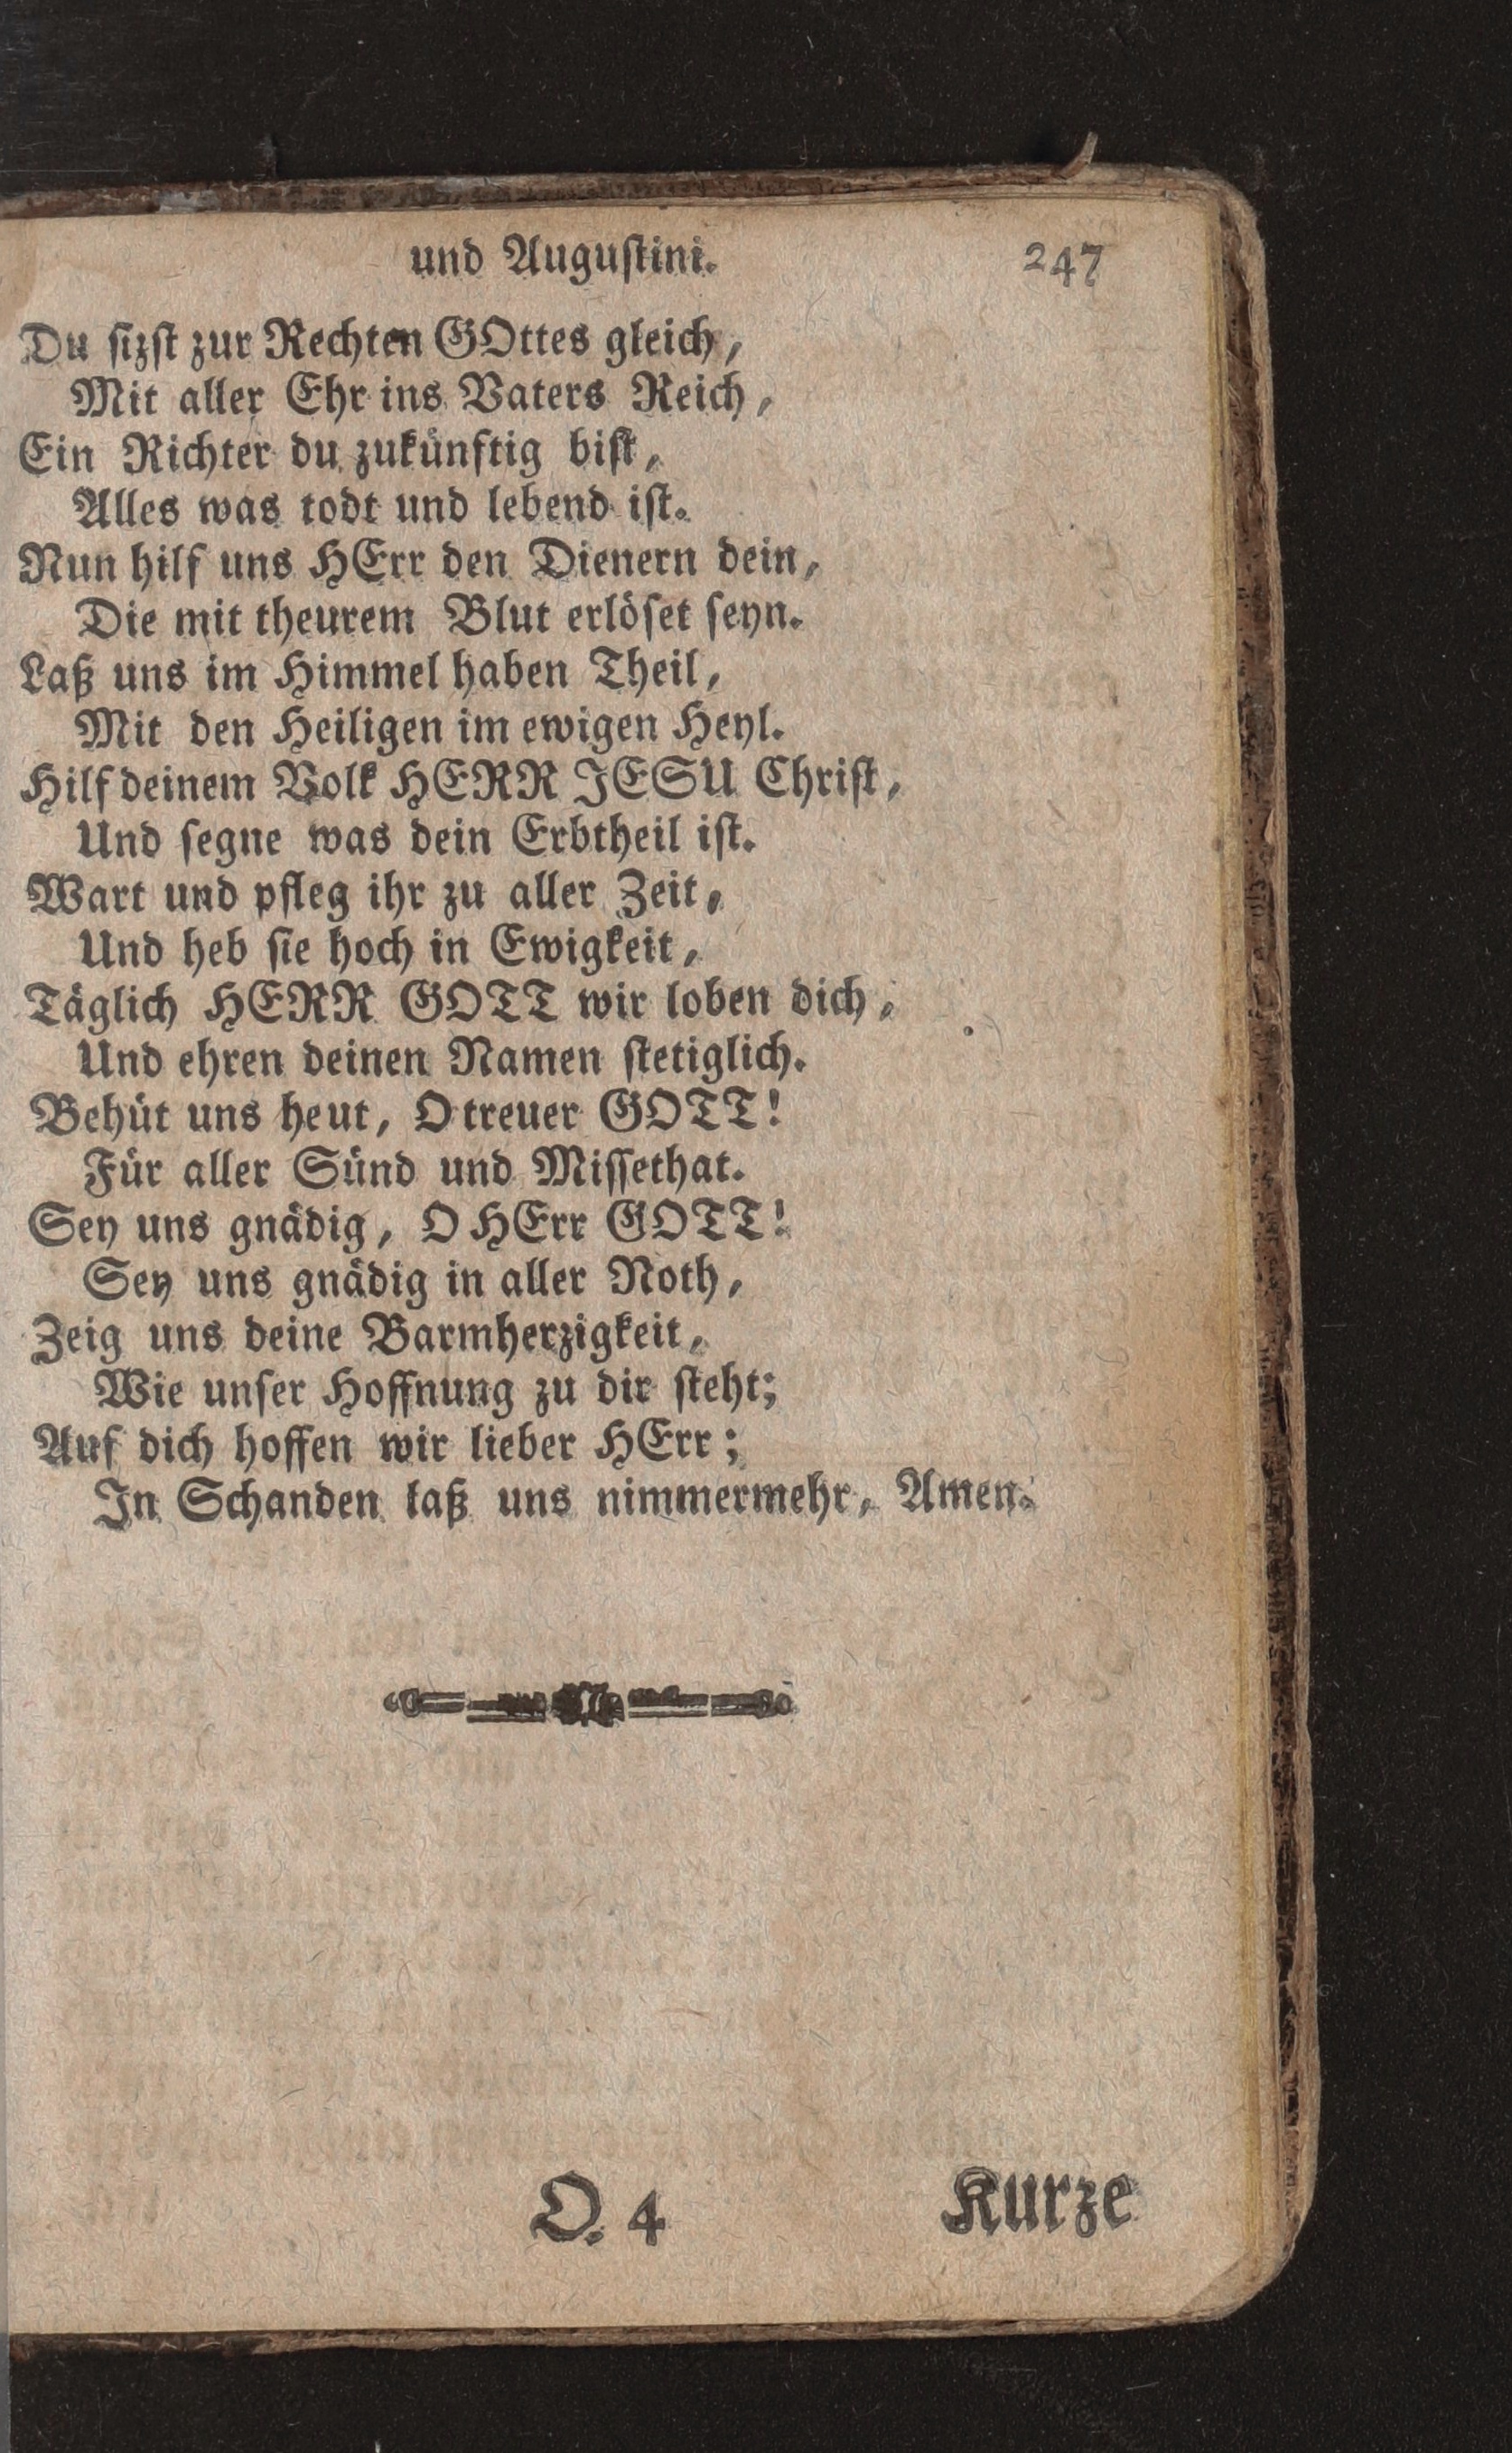 und Auguſtini. 247
Du ſizſt zur Rechten GOttes gleich,
Mit aller Ehr ins Vaters Reich,
Ein Richter du zukünftig biſt,
Alles was todt und lebend iſt.
Nun hilf uns HErr den Dienern dein,
Die mit theurem Blut erlöſet ſeyn.
Laß uns im Himmel haben Theil,
Mit den Heiligen im ewigen Heyl.
Hilf deinem Volk HERR JESU Chriſt,
Und ſegne was dein Erbtheil iſt.
Wart und pfleg ihr zu aller Zeit,
Und heb ſie hoch in Ewigkeit,
Täglich HERR GOTT wir loben dich,
Und ehren deinen Namen ſtetiglich.
Behüt uns heut, O treuer GOTT!
Für aller Sünd und Miſſethat.
Sey uns gnädig, O HErr GOTT!
Sey uns gnädig in aller Noth,
Zeig uns deine Barmherzigkeit,
Wie unſer Hoffnung zu dir ſteht;
Auf dich hoffen wir lieber HErr;
In Schanden laß uns nimmermehr, Amen.
O. 4 Kurze